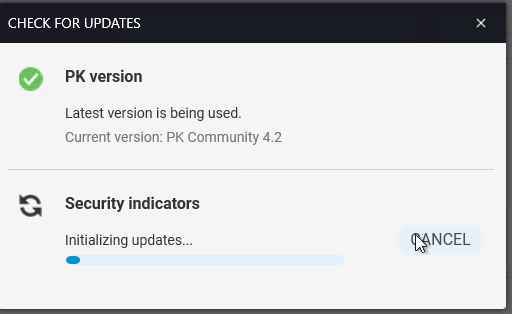 CHECK FOR UPDATES
PK version
Latest version is being used.
Current version: PK Community 4.2
Security indicators
Initializing updates...
CANCEL